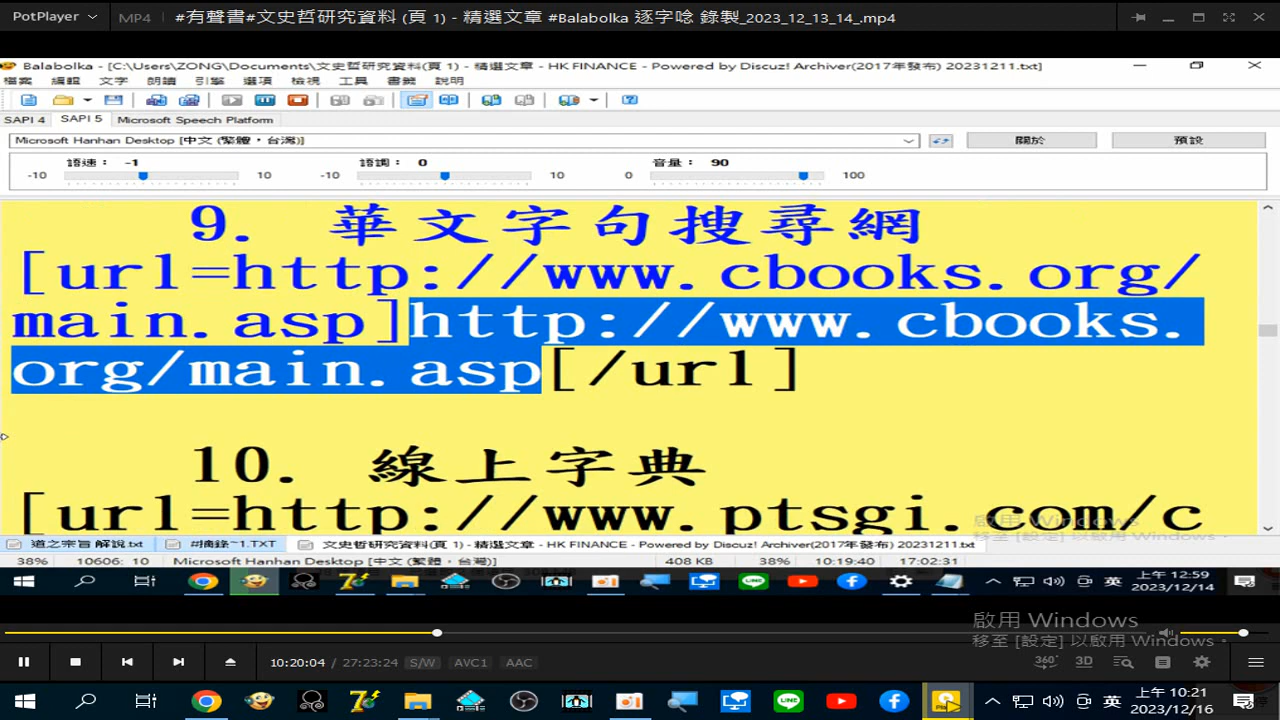 PotPlayer MP4 #有聲書#文史哲研究資料 (頁 1) - 精選文章 #Balabolka 逐字唸 錄製_2023_12_13_14_.mp4
Balabolka - [C:\Users\ZONG\Documents\文史哲研究資料(頁 1) - 精選文章 - HK FINANCE - Powered by Discuz! Archiver(2017年發布) 20231211.txt]
檔案 編輯 文字 朗讀 引擎 選項 檢視 工具 書籤 說明
SAPI 4 SAPI 5 Microsoft Speech Platform
Microsoft Hanhan Desktop [中文 (繁體，台灣)] 關於 預設
語速： -1 語調： 0 音量： 90
-10 10 -10 10 0 100
9. 華文字句搜尋網
[url=http://www.cbooks.org/
main.asp]http://www.cbooks.
org/main.asp[/url]
10. 線上字典
[url=http://www.ptsgi.com/c
啟用 Windows
移至 [設定] 以啟用 Windows。
道之宗旨 解說.txt #摘錄~1.TXT 文史哲研究資料(頁 1) - 精選文章 - HK FINANCE - Powered by Discuz! Archiver(2017年發布) 20231211.txt
38% 10606: 10 Microsoft Hanhan Desktop [中文 (繁體，台灣)] 408 KB 38% 10:19:40 17:02:31
英 上午 12:59
2023/12/14
啟用 Windows
移至 [設定] 以啟用 Windows。
10:20:04 / 27:23:24 S/W AVC1 AAC 360° 3D
英 上午 10:21
2023/12/16